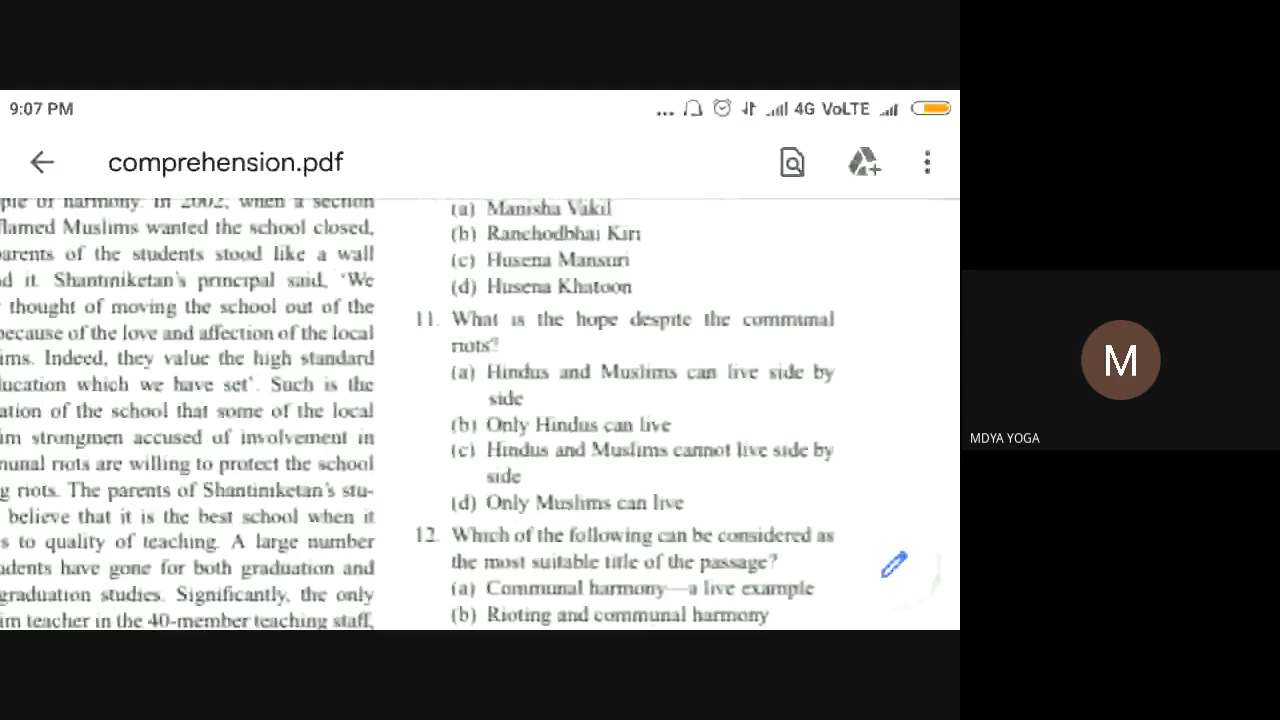 9:07 PM
... 4G VoLTE
comprehension.pdf
ple of harmony. In 2002, when a section
flamed Muslims wanted the school closed,
arents of the students stood like a wall
d it. Shantiniketan's principal said, 'We
thought of moving the school out of the
because of the love and affection of the local
ims. Indeed, they value the high standard
lucation which we have set'. Such is the
ation of the school that some of the local
im strongmen accused of involvement in
munal riots are willing to protect the school
g riots. The parents of Shantiniketan's stu-
believe that it is the best school when it
s to quality of teaching. A large number
udents have gone for both graduation and
graduation studies. Significantly, the only
im teacher in the 40-member teaching staff,
(a) Manisha Vakil
(b) Ranchodbhai Kiri
(c) Husena Mansuri
(d) Husena Khatoon
11. What is the hope despite the communal
riots?
(a) Hindus and Muslims can live side by
side
(b) Only Hindus can live
(c) Hindus and Muslims cannot live side by
side
(d) Only Muslims can live
12. Which of the following can be considered as
the most suitable title of the passage?
(a) Communal harmony—a live example
(b) Rioting and communal harmony
M
MDYA YOGA